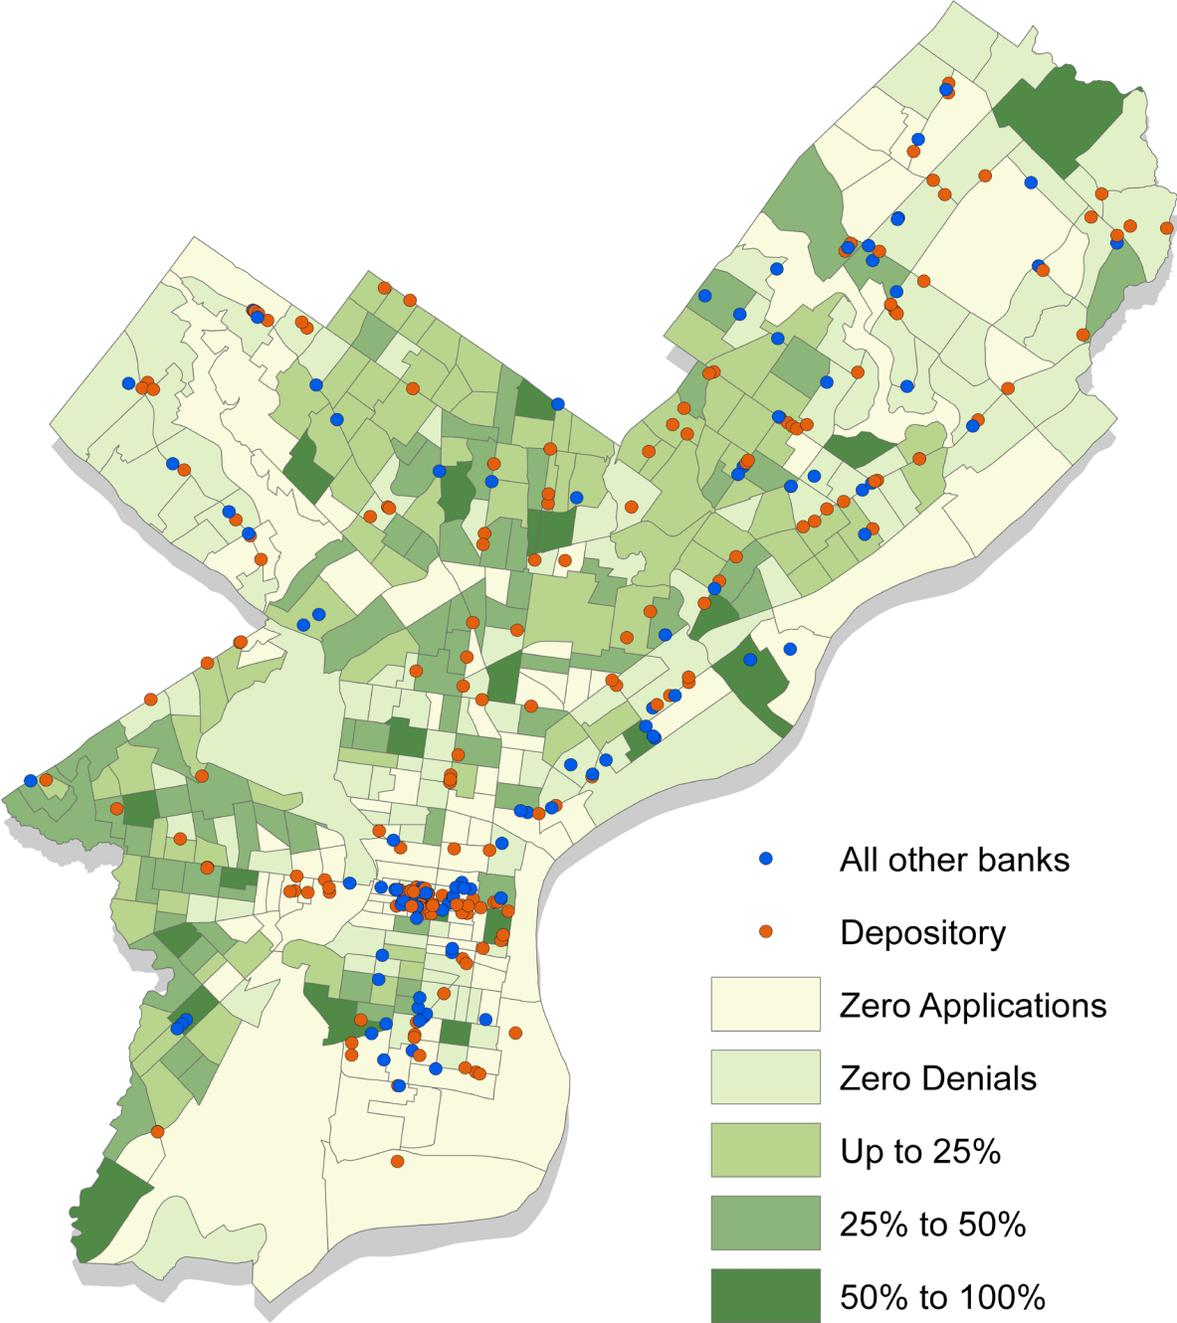 All other banks
Depository
Zero Applications
Zero Denials
Up to 25%
25% to 50%
50% to 100%